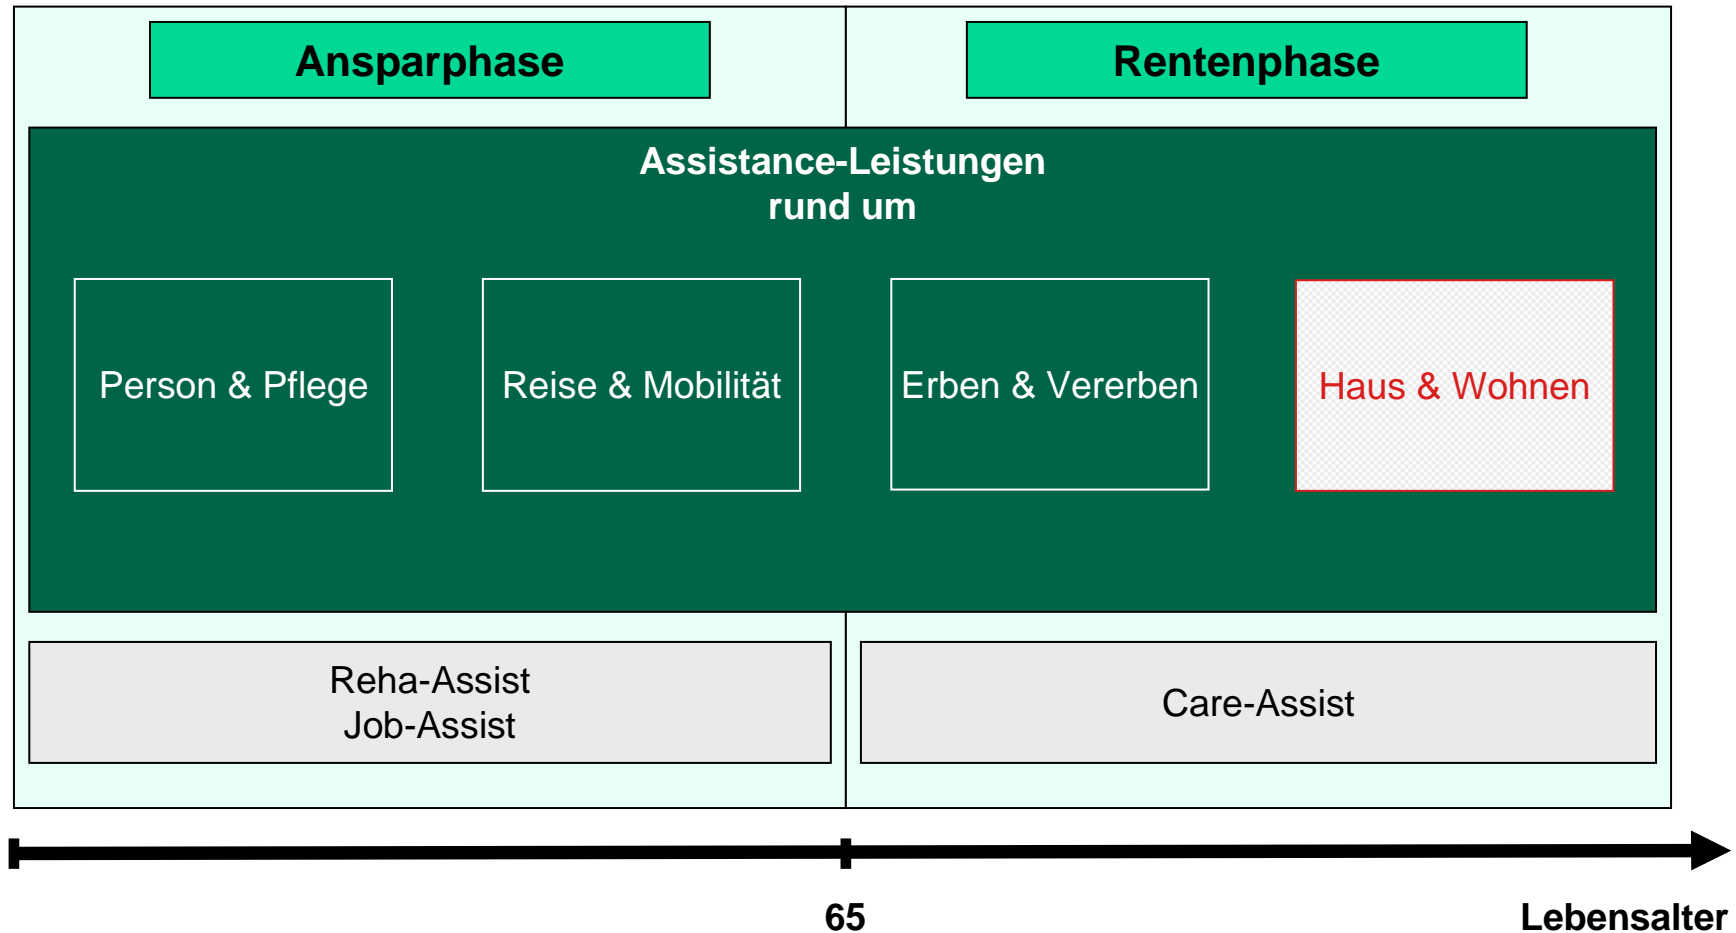 Ansparphase
Rentenphase
Assistance-Leistungen
rund um
Person & Pflege
Reise & Mobilität
Erben & Vererben
Haus & Wohnen
Reha-Assist
Job-Assist
Care-Assist
65
Lebensalter